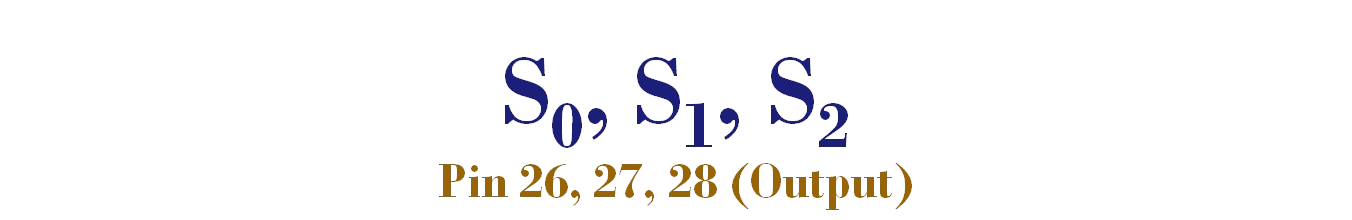 S₀, S₁, S₂
Pin 26, 27, 28 (Output)